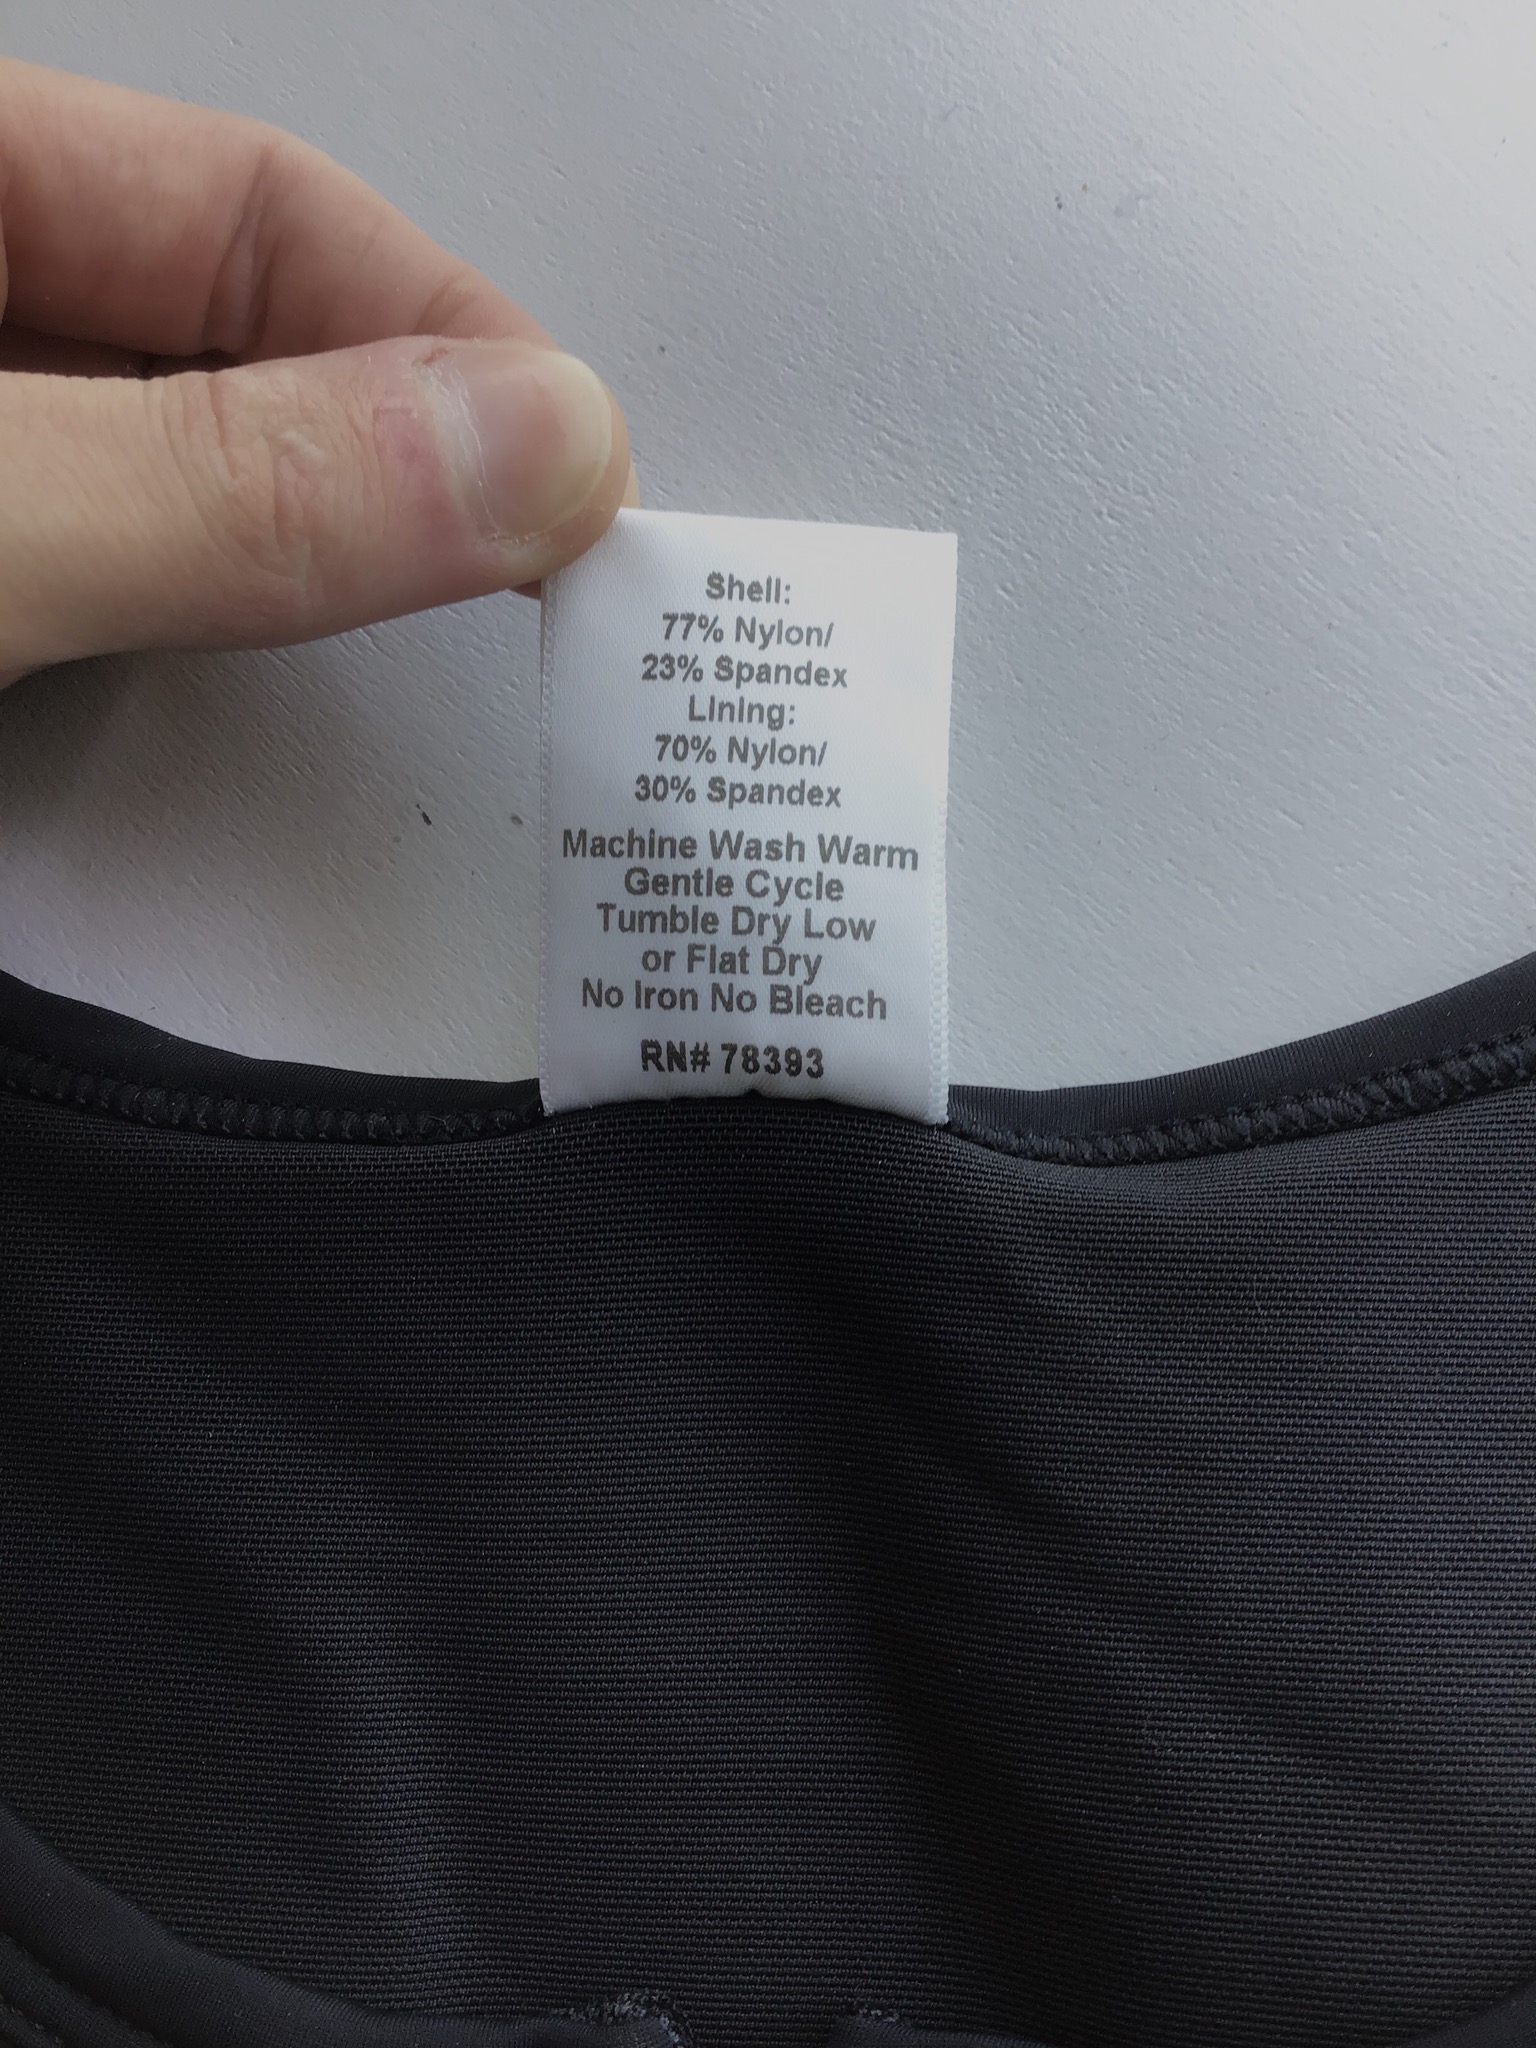 Shell:
77% Nylon/
23% Spandex
Lining:
70% Nylon/
30% Spandex
Machine Wash Warm
Gentle Cycle
Tumble Dry Low
or Flat Dry
No Iron No Bleach
RN# 78393